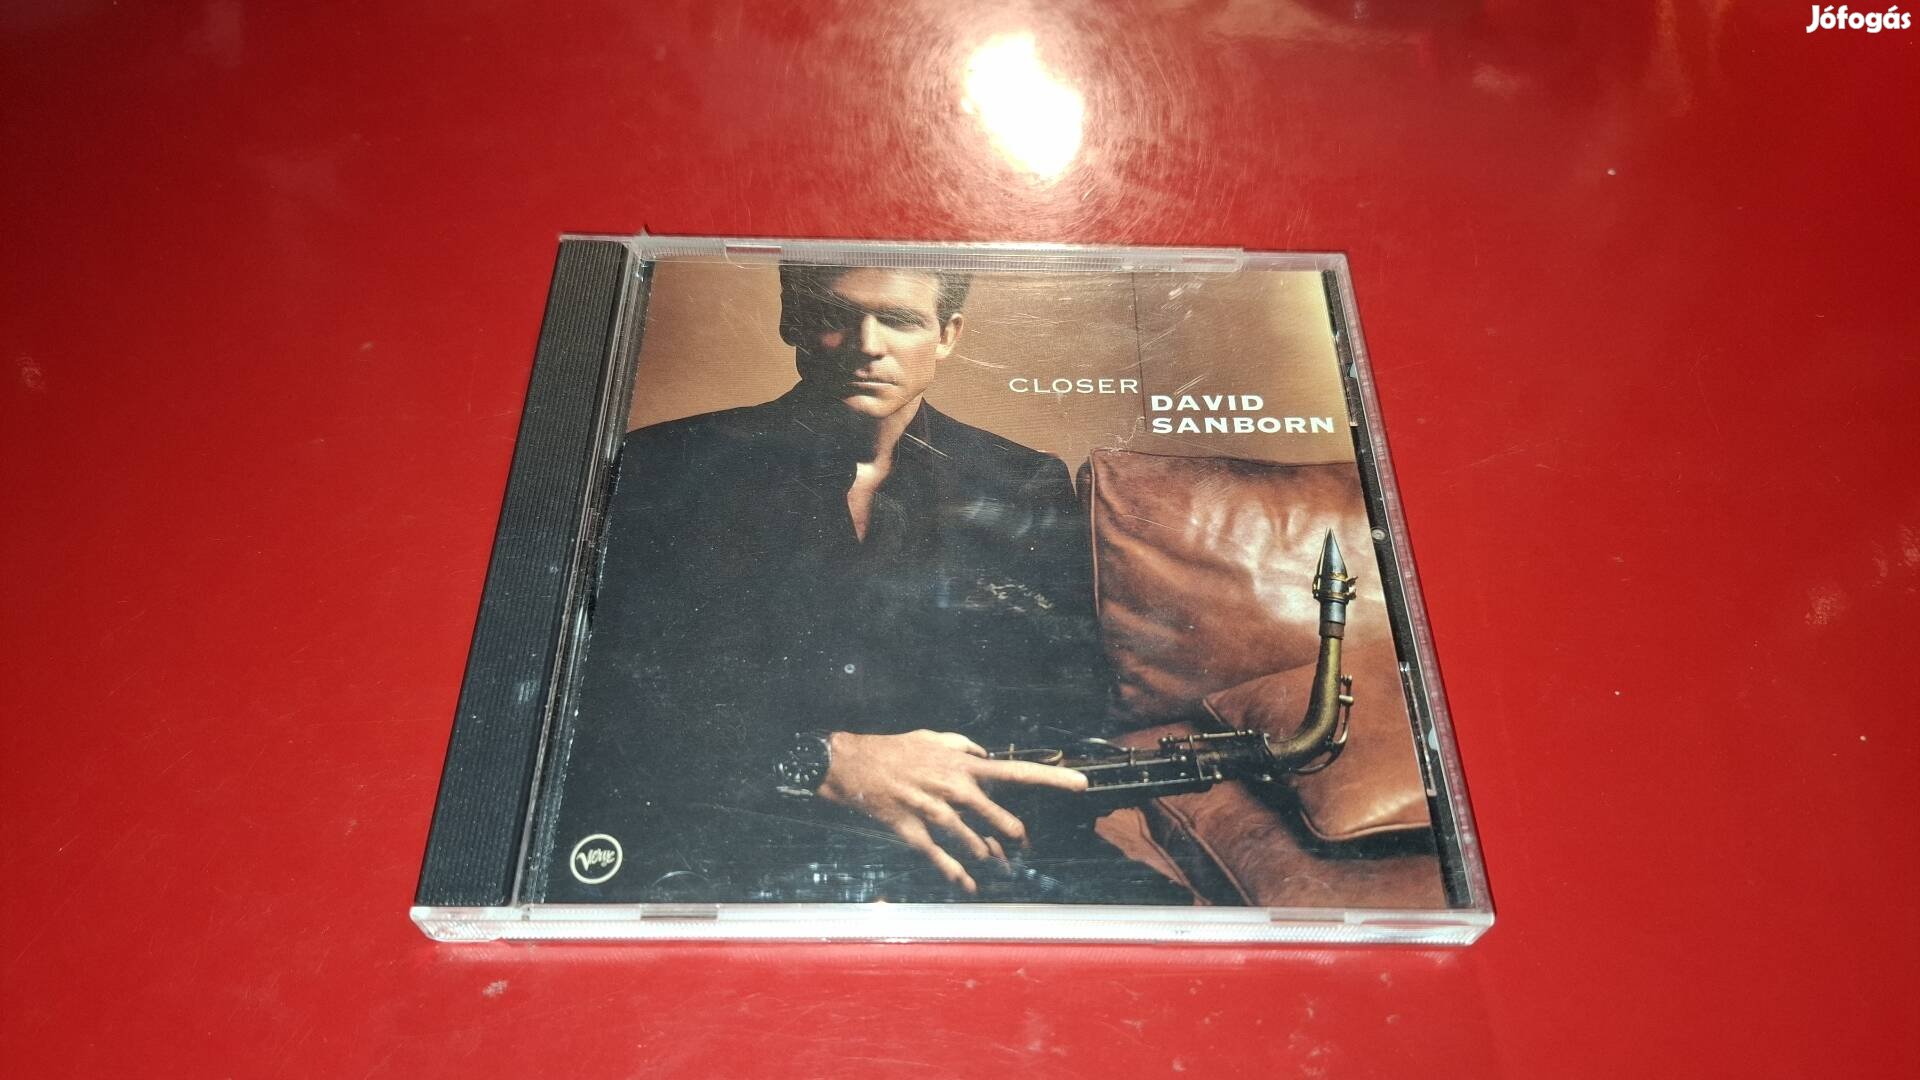 Jófogás
CLOSER
DAVID
SANBORN
Verve